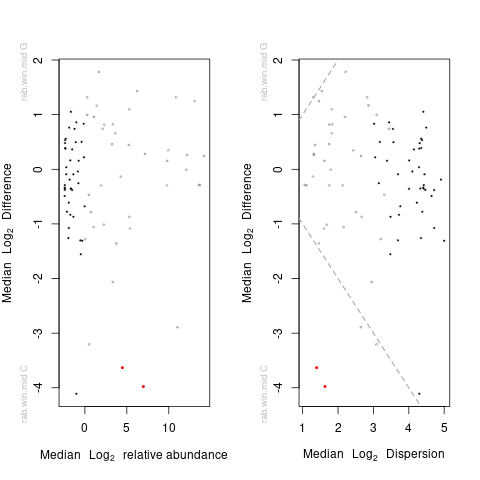 rab.win.mid G
rab.win.mid C
Median Log2 Difference
2
1
0
-1
-2
-3
-4
0 5 10
Median Log2 relative abundance
rab.win.mid G
rab.win.mid C
Median Log2 Difference
2
1
0
-1
-2
-3
-4
1 2 3 4 5
Median Log2 Dispersion